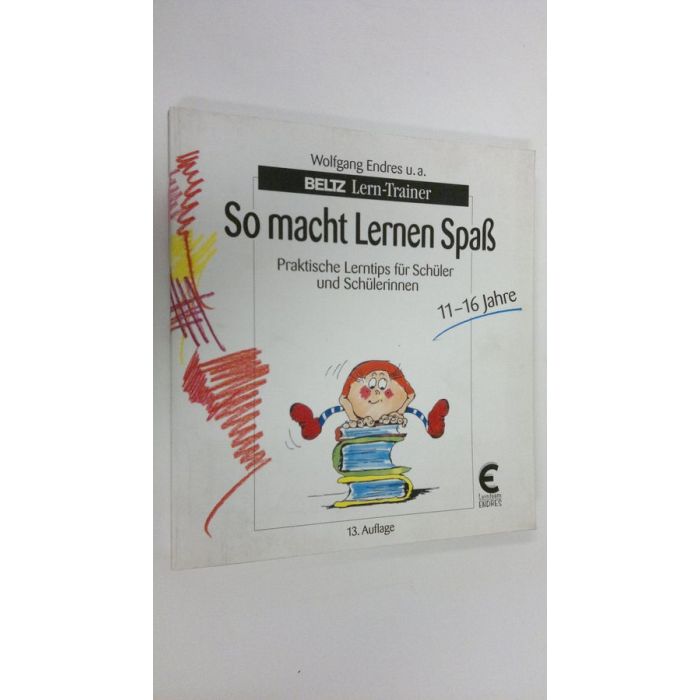 Wolfgang Endres u. a.
BELTZ Lern-Trainer
So macht Lernen Spaß
Praktische Lerntips für Schüler
und Schülerinnen
11–16 Jahre
Lernteam
ENDRES
13. Auflage